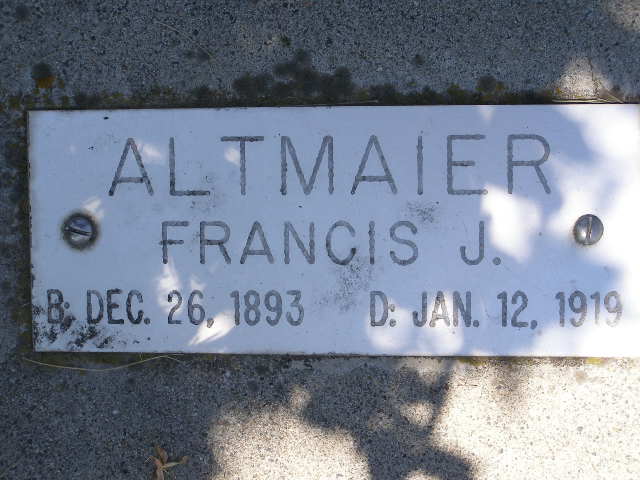 ALTMAIER
FRANCIS J.
B: DEC. 26, 1893 D: JAN. 12, 1919